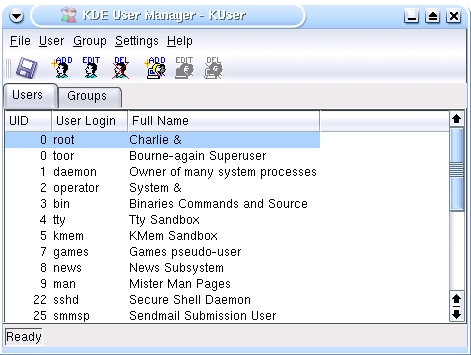 KDE User Manager - KUser
File User Group Settings Help
ADD EDIT DEL ADD EDIT DEL
Users Groups
UID User Login Full Name
0 root Charlie &
0 toor Bourne-again Superuser
1 daemon Owner of many system processes
2 operator System &
3 bin Binaries Commands and Source
4 tty Tty Sandbox
5 kmem KMem Sandbox
7 games Games pseudo-user
8 news News Subsystem
9 man Mister Man Pages
22 sshd Secure Shell Daemon
25 smmsp Sendmail Submission User
Ready